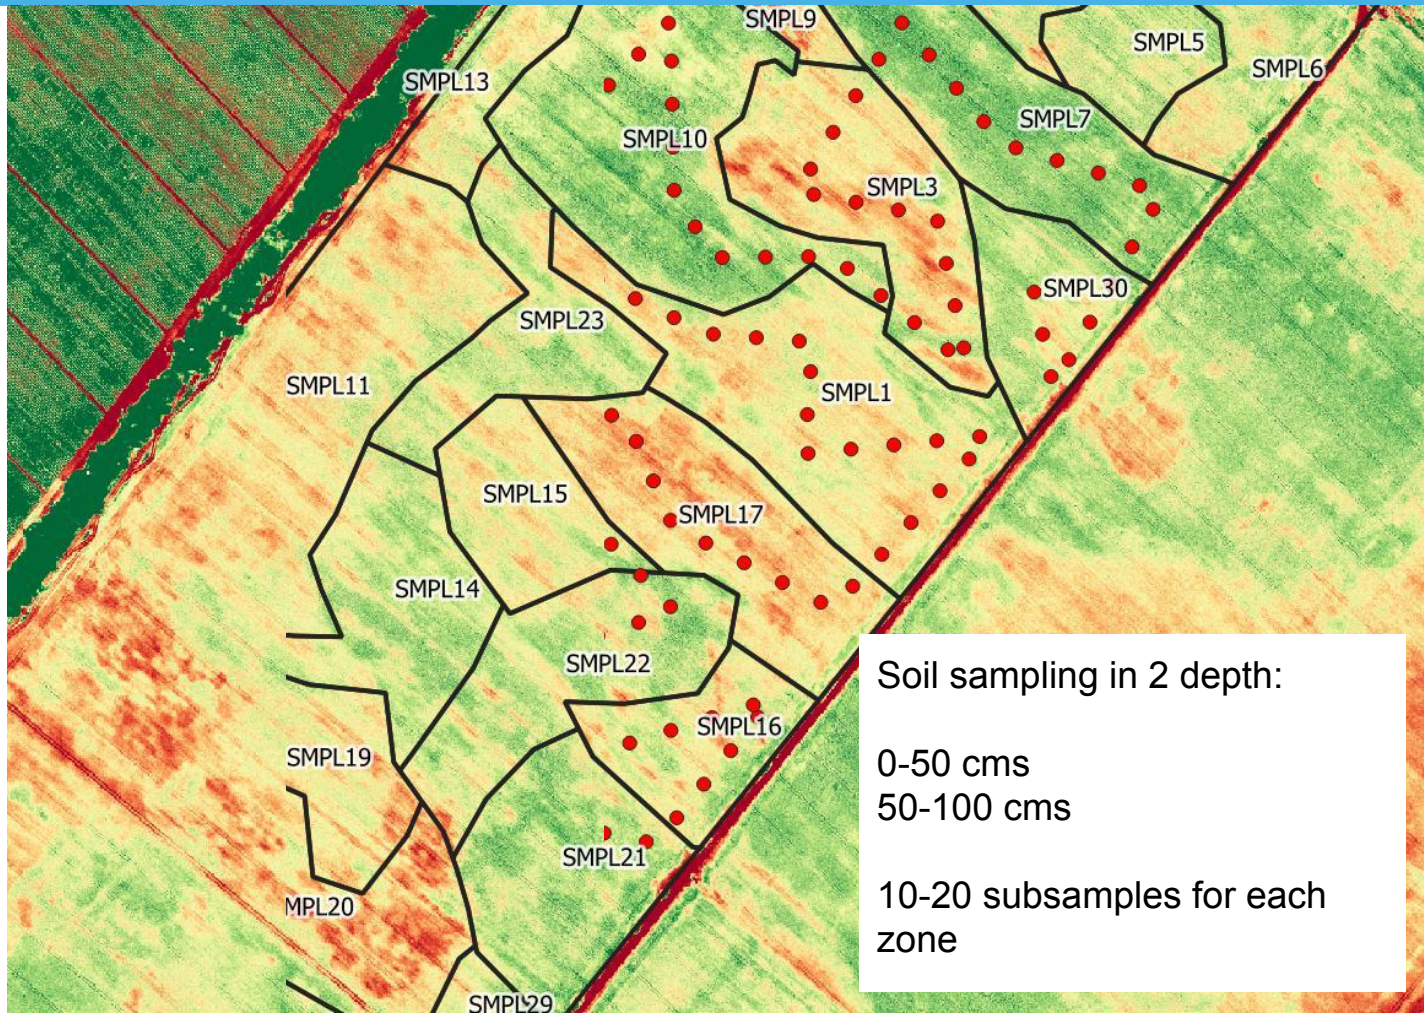 SMPL9
SMPL5
SMPL6
SMPL13
SMPL7
SMPL10
SMPL3
SMPL30
SMPL23
SMPL11
SMPL1
SMPL15
SMPL17
SMPL14
SMPL22
SMPL16
SMPL19
SMPL21
MPL20
SMPL29
Soil sampling in 2 depth:
0-50 cms
50-100 cms
10-20 subsamples for each
zone